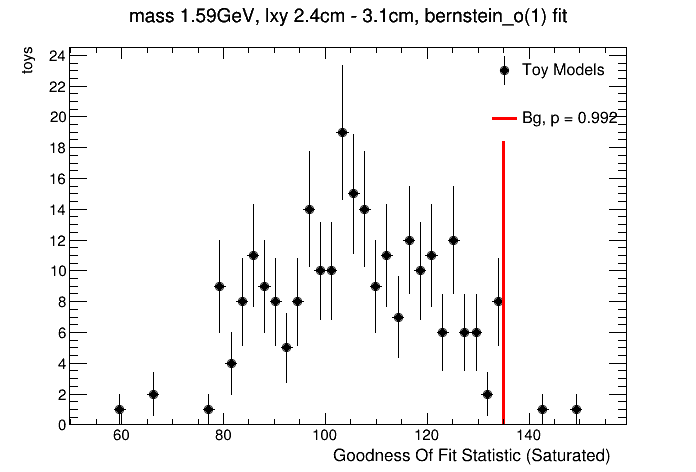 mass 1.59GeV, lxy 2.4cm - 3.1cm, bernstein_o(1) fit
toys
24
22
20
18
16
14
12
10
8
6
4
2
0
Toy Models
Bg, p = 0.992
60 80 100 120 140
Goodness Of Fit Statistic (Saturated)